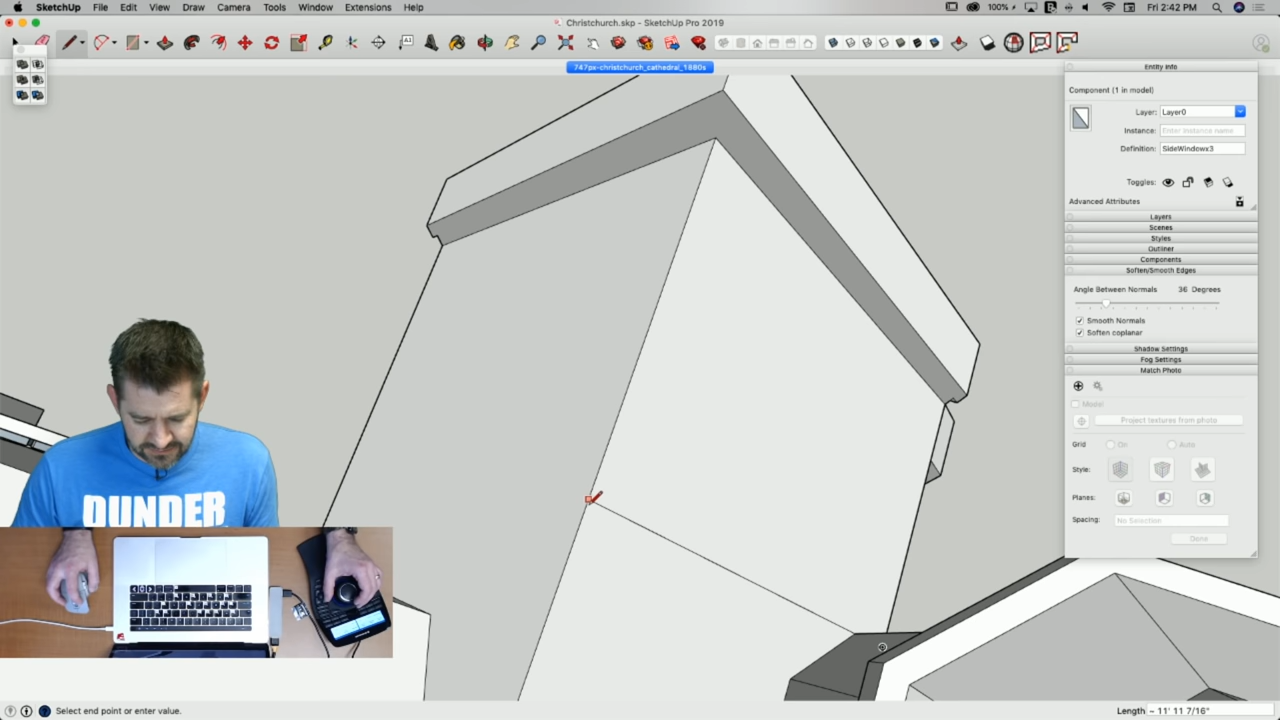 SketchUp File Edit View Draw Camera Tools Window Extensions Help
100% Fri 2:42 PM
Christchurch.skp - SketchUp Pro 2019
747px-christchurch_cathedral_1880s
Entity Info
Component (1 in model)
Layer: Layer0
Instance: Enter instance name
Definition: SideWindowx3
Toggles:
Advanced Attributes
Layers
Scenes
Styles
Outliner
Components
Soften/Smooth Edges
Angle Between Normals 36 Degrees
Smooth Normals
Soften coplanar
Shadow Settings
Fog Settings
Match Photo
Model
Project textures from photo
Grid On Auto
Style:
Planes:
Spacing: No Selection
Done
DUNDER
Select end point or enter value.
Length ~ 11' 11 7/16"